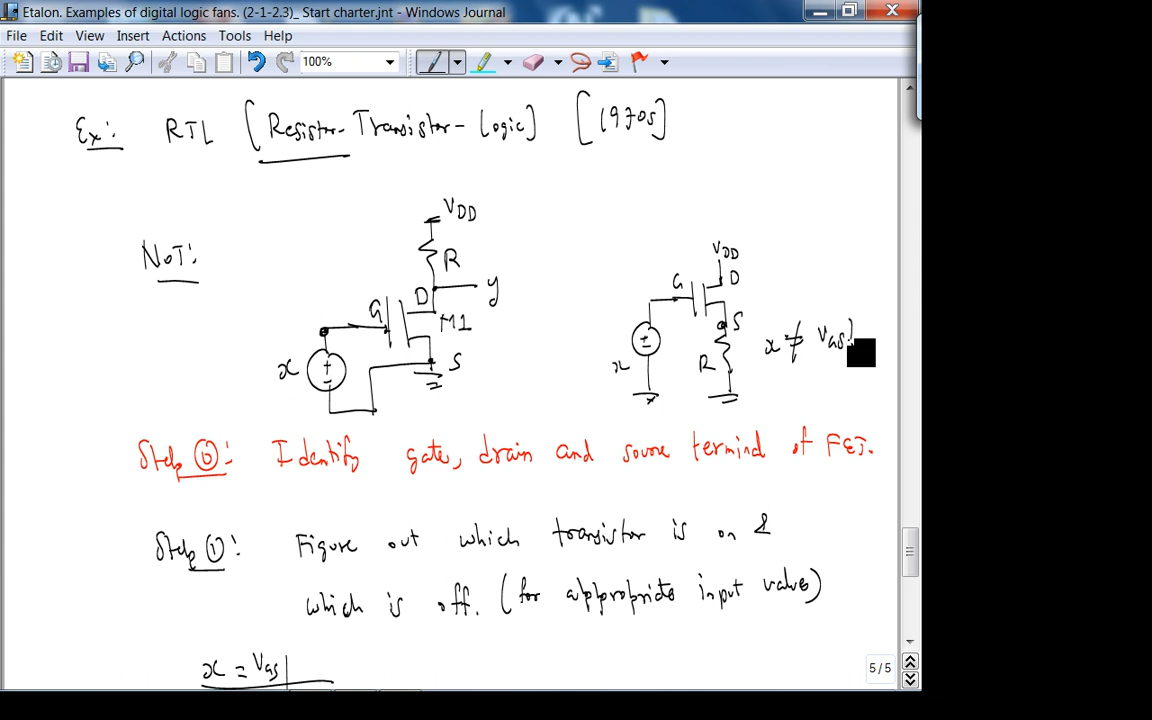 Etalon. Examples of digital logic fans. (2-1-2.3)_ Start charter.jnt - Windows Journal
File Edit View Insert Actions Tools Help
100%
Ex: RTL [Resistor-Transistor-Logic] [1970s]
VDD
R
NOT:
D y
G M1
S
x
VDD
D
G
S
x R
x ≠ VGS
Step 0: Identify gate, drain and source terminal of FET.
Step 1: Figure out which transistor is on &
which is off. (for appropriate input values)
x = VGS
5/5